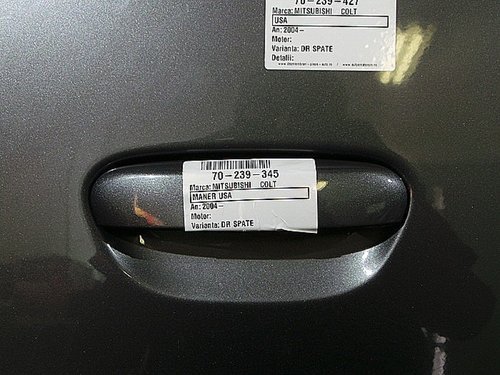 70-239-427
Marca: MITSUBISHI COLT
USA
An: 2004-
Motor:
Varianta: DR SPATE
Detalii:
70-239-345
Marca: MITSUBISHI COLT
MANER USA
An: 2004-
Motor:
Varianta: DR SPATE